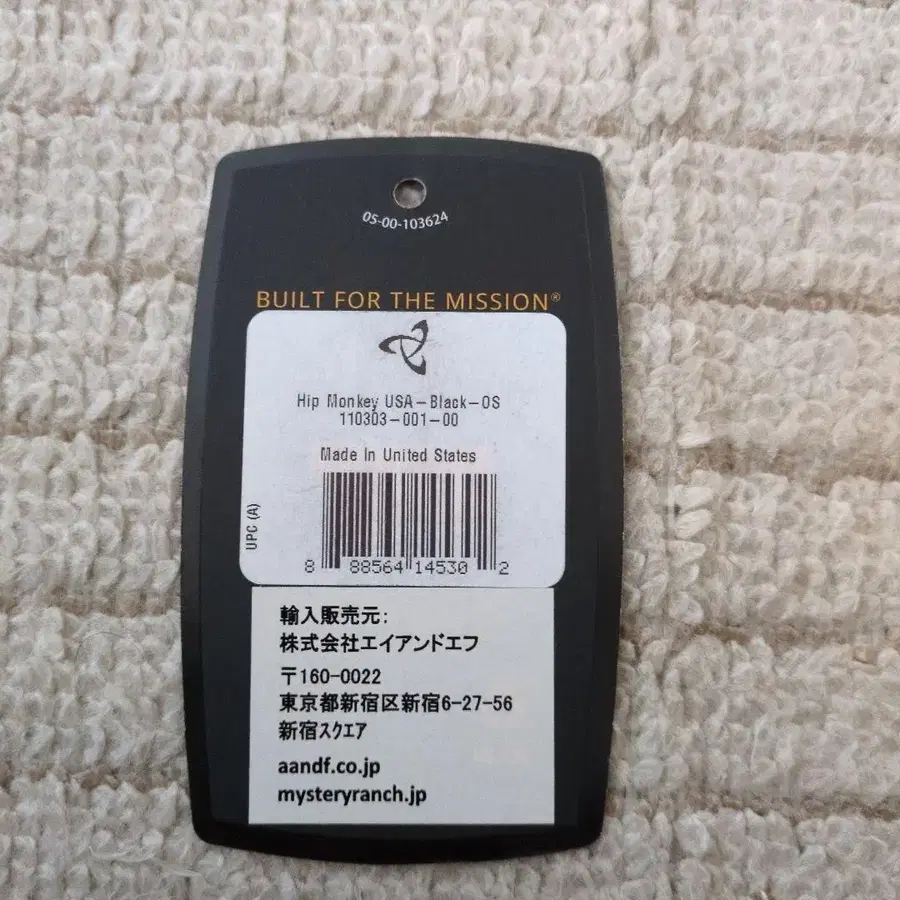 05-00-103624
BUILT FOR THE MISSION®
Hip Monkey USA-Black-OS
110303-001-00
Made In United States
UPC (A)
8 88564 14530 2
輸入販売元:
株式会社エイアンドエフ
〒160-0022
東京都新宿区新宿6-27-56
新宿スクエア
aandf.co.jp
mysteryranch.jp